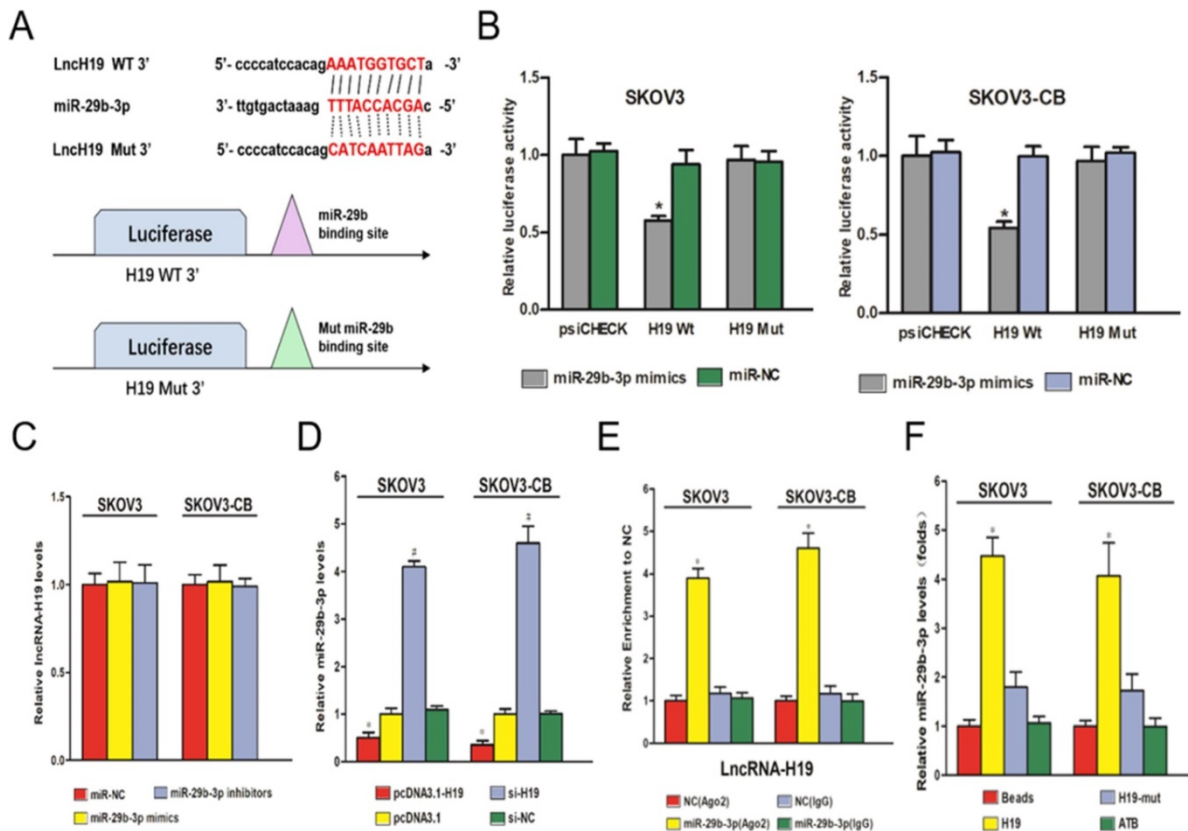 A
LncH19 WT 3' 5'- ccccatccacagAAATGGTGCTa -3'
miR-29b-3p 3'- ttgtgactaaag TTTACCACGAc -5'
LncH19 Mut 3' 5'- ccccatccacagCATCAATTAGa -3'
Luciferase
miR-29b
binding site
H19 WT 3'
Luciferase
Mut miR-29b
binding site
H19 Mut 3'
B
Relative luciferase activity
1.5
1.0
0.5
0.0
SKOV3
*
psiCHECK H19 Wt H19 Mut
miR-29b-3p mimics miR-NC
Relative luciferase activity
1.5
1.0
0.5
0.0
SKOV3-CB
*
psiCHECK H19 Wt H19 Mut
miR-29b-3p mimics miR-NC
C
Relative lncRNA-H19 levels
1.5
1.0
0.5
0.0
SKOV3 SKOV3-CB
miR-NC miR-29b-3p inhibitors
miR-29b-3p mimics
D
Relative miR-29b-3p levels
6
5
4
2
1
0
SKOV3 SKOV3-CB
#
pcDNA3.1-H19 si-H19
pcDNA3.1 si-NC
E
Relative Enrichment to NC
6
4
2
1
0
SKOV3 SKOV3-CB
LncRNA-H19
NC(Ago2) NC(IgG)
miR-29b-3p(Ago2) miR-29b-3p(IgG)
F
Relative miR-29b-3p levels（folds）
6
5
4
2
1
0
SKOV3 SKOV3-CB
Beads H19-mut
H19 ATB